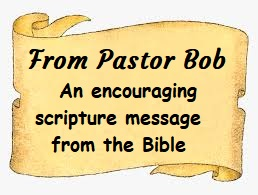 From Pastor Bob
An encouraging
scripture message
from the Bible